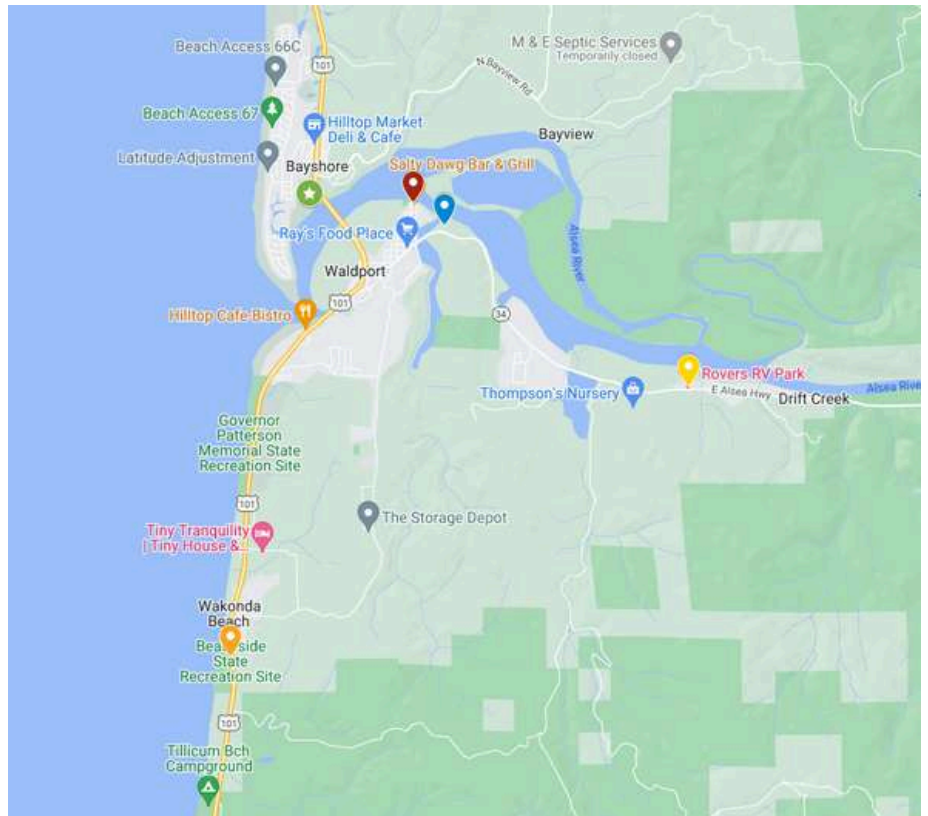 Beach Access 66C
101
M & E Septic Services
Temporarily closed
N Bayview Rd
Beach Access 67
Hilltop Market
Deli & Cafe
Bayview
Latitude Adjustment
Bayshore
Salty Dawg Bar & Grill
Ray's Food Place
Alsea River
Waldport
101
Hilltop Cafe-Bistro
34
Rovers RV Park
Thompson's Nursery
E Alsea Hwy
Drift Creek
Governor
Patterson
Memorial State
Recreation Site
101
The Storage Depot
Tiny Tranquility
| Tiny House &...
Wakonda
Beach
State
Recreation Site
101
Tillicum Bch
Campground